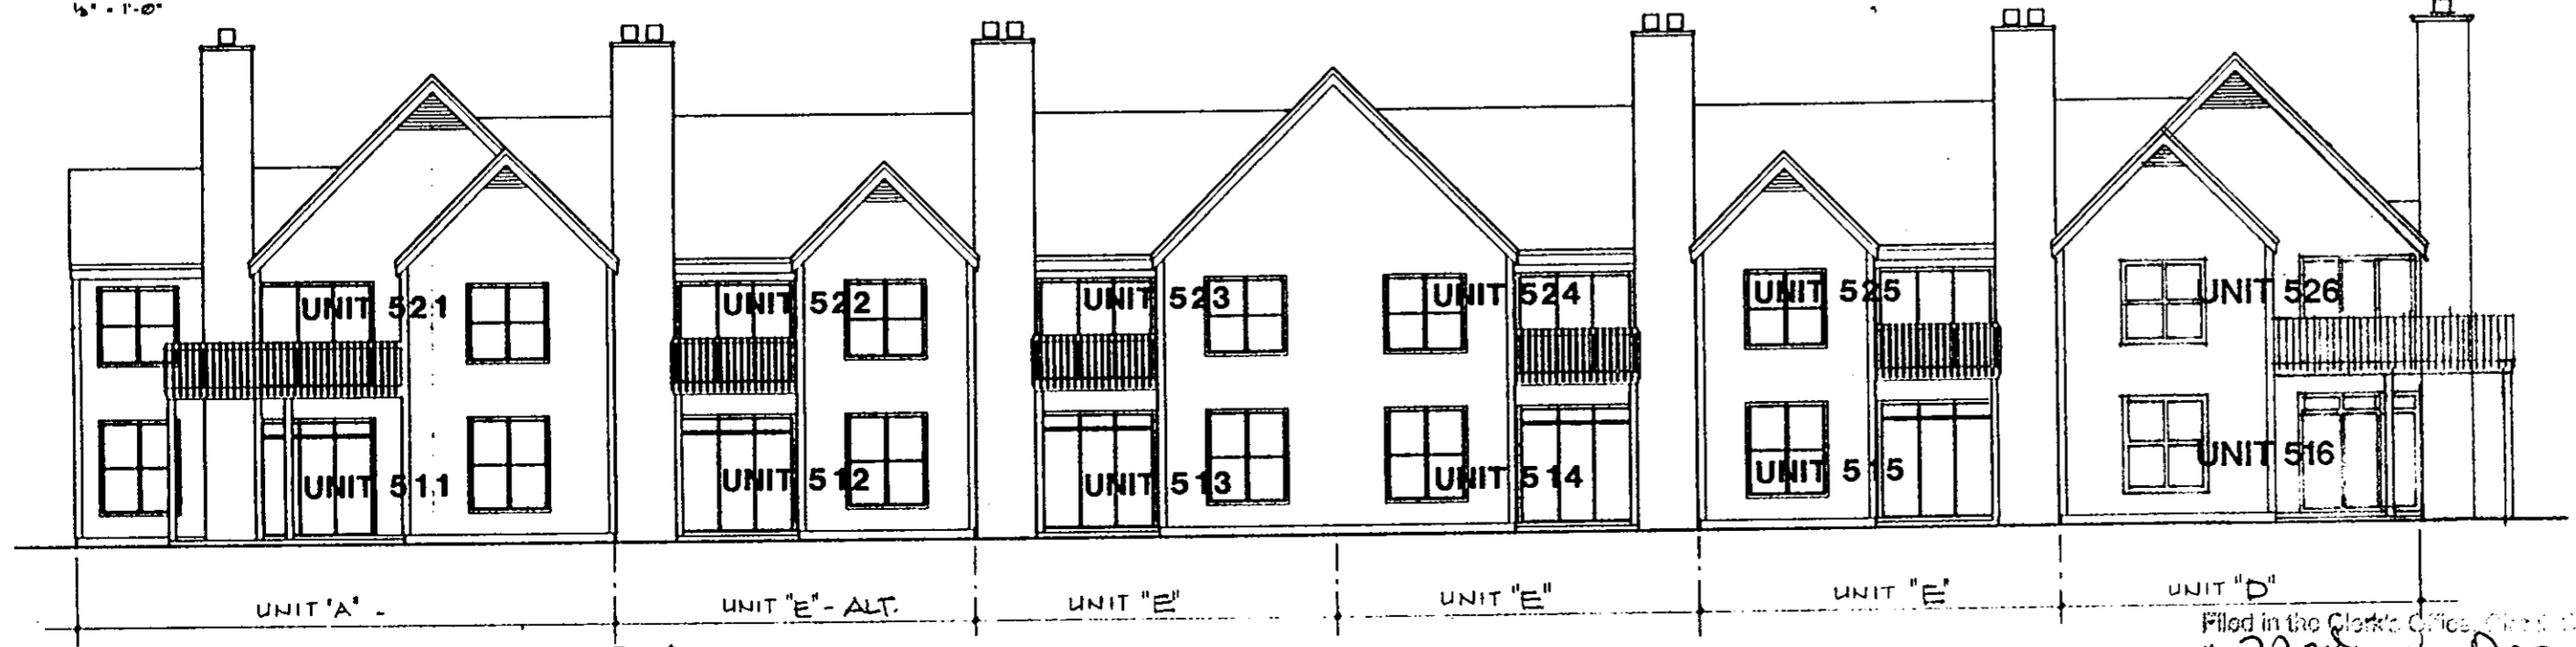 UNIT 521 UNIT 522 UNIT 523 UNIT 524 UNIT 525 UNIT 526
UNIT 511 UNIT 512 UNIT 513 UNIT 514 UNIT 515 UNIT 516
UNIT "A" - UNIT "E" - ALT. UNIT "E" UNIT "E" UNIT "E" UNIT "D"
Filed in the Clerk's Office,